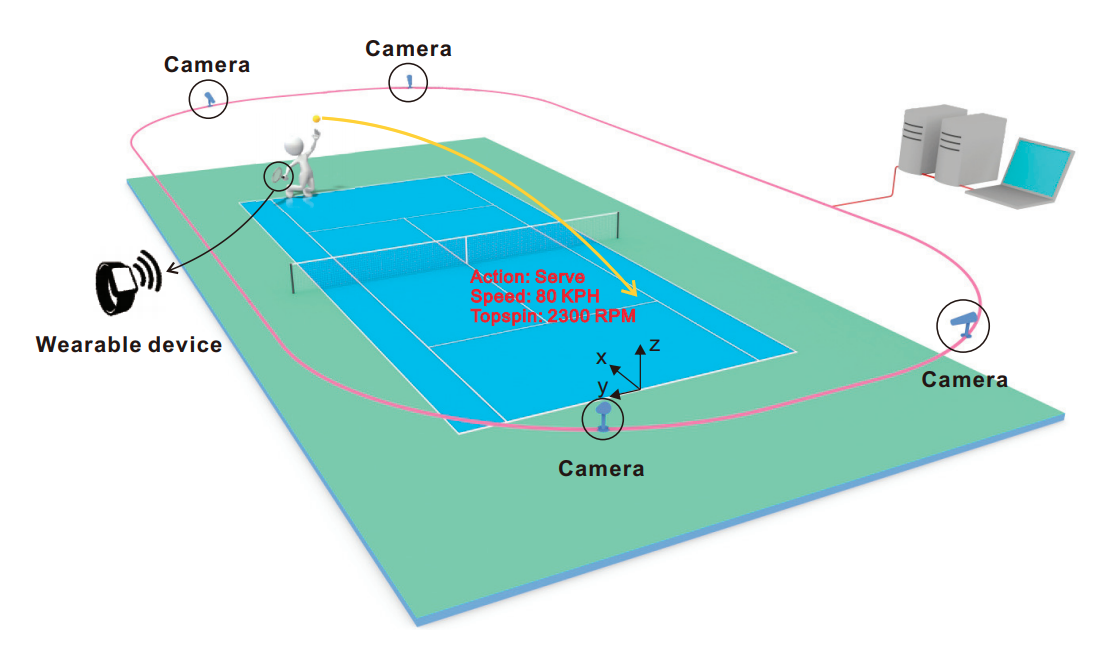 Camera
Camera
Action: Serve
Speed: 80 KPH
Topspin: 2300 RPM
Wearable device
z
x
y
Camera
Camera